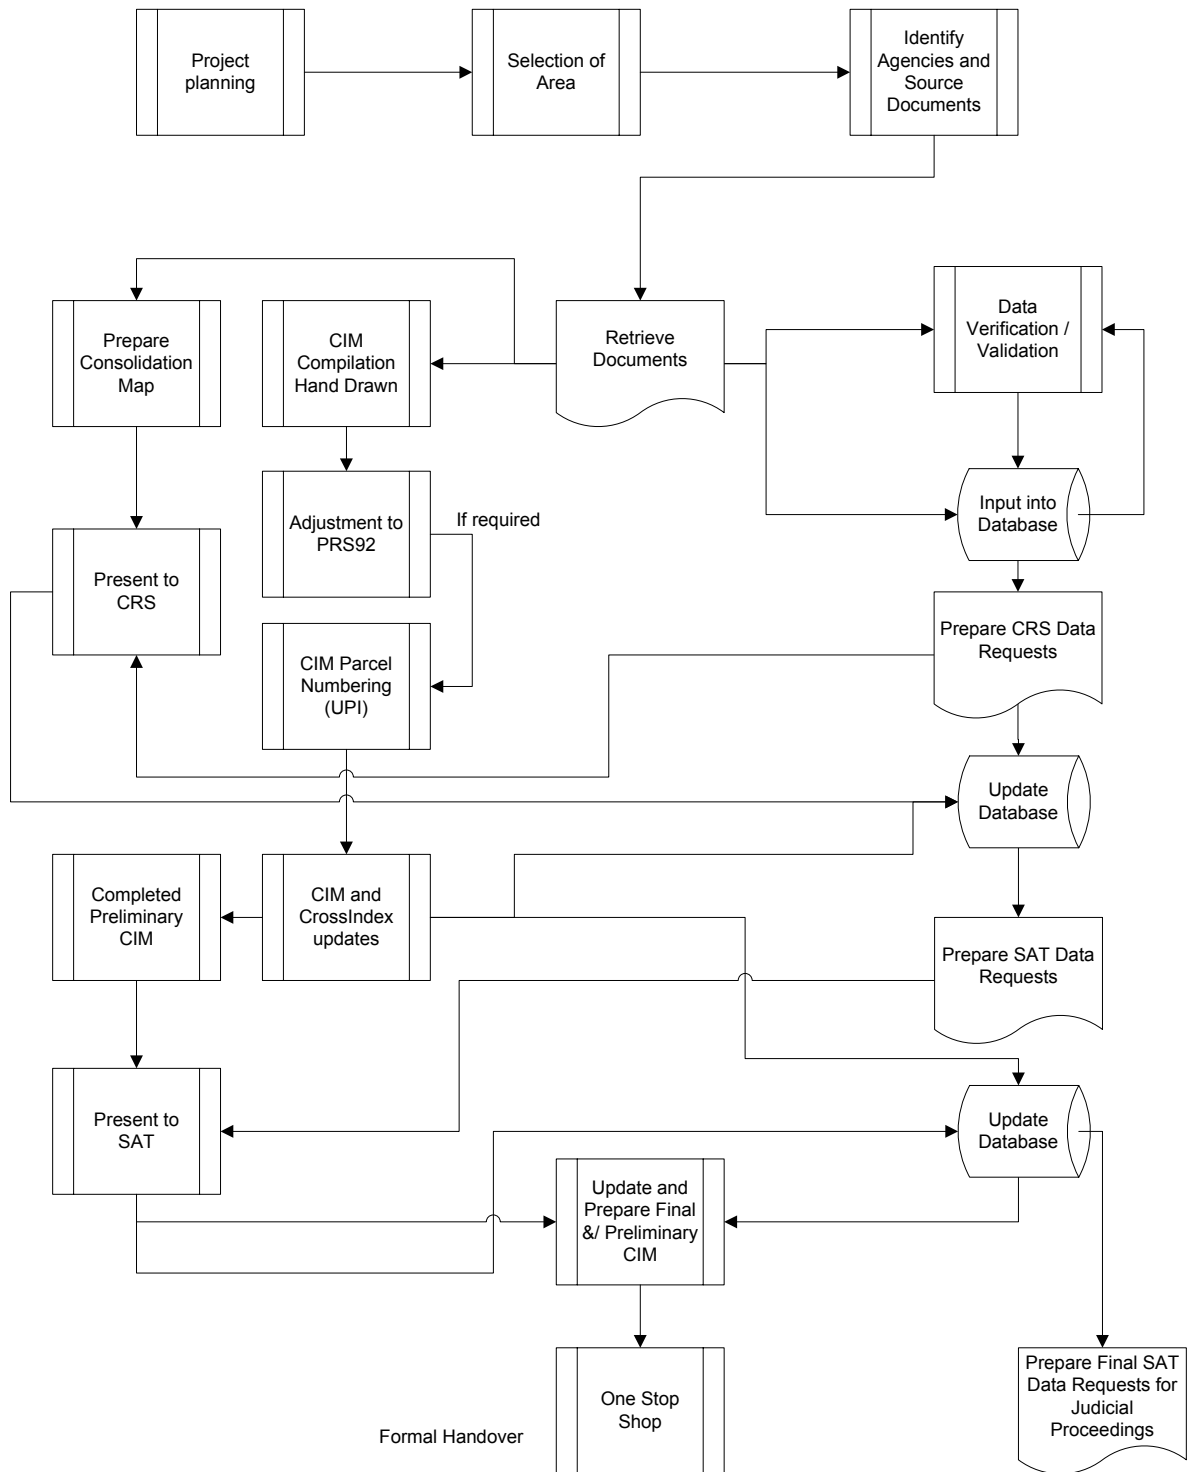 Project
planning
Selection of
Area
Identify
Agencies and
Source
Documents
Prepare
Consolidation
Map
CIM
Compilation
Hand Drawn
Retrieve
Documents
Data
Verification /
Validation
Adjustment to
PRS92
If required
Input into
Database
Present to
CRS
CIM Parcel
Numbering
(UPI)
Prepare CRS Data
Requests
Update
Database
Completed
Preliminary
CIM
CIM and
CrossIndex
updates
Prepare SAT Data
Requests
Present to
SAT
Update
Database
Update and
Prepare Final
&/ Preliminary
CIM
One Stop
Shop
Formal Handover
Prepare Final SAT
Data Requests for
Judicial
Proceedings